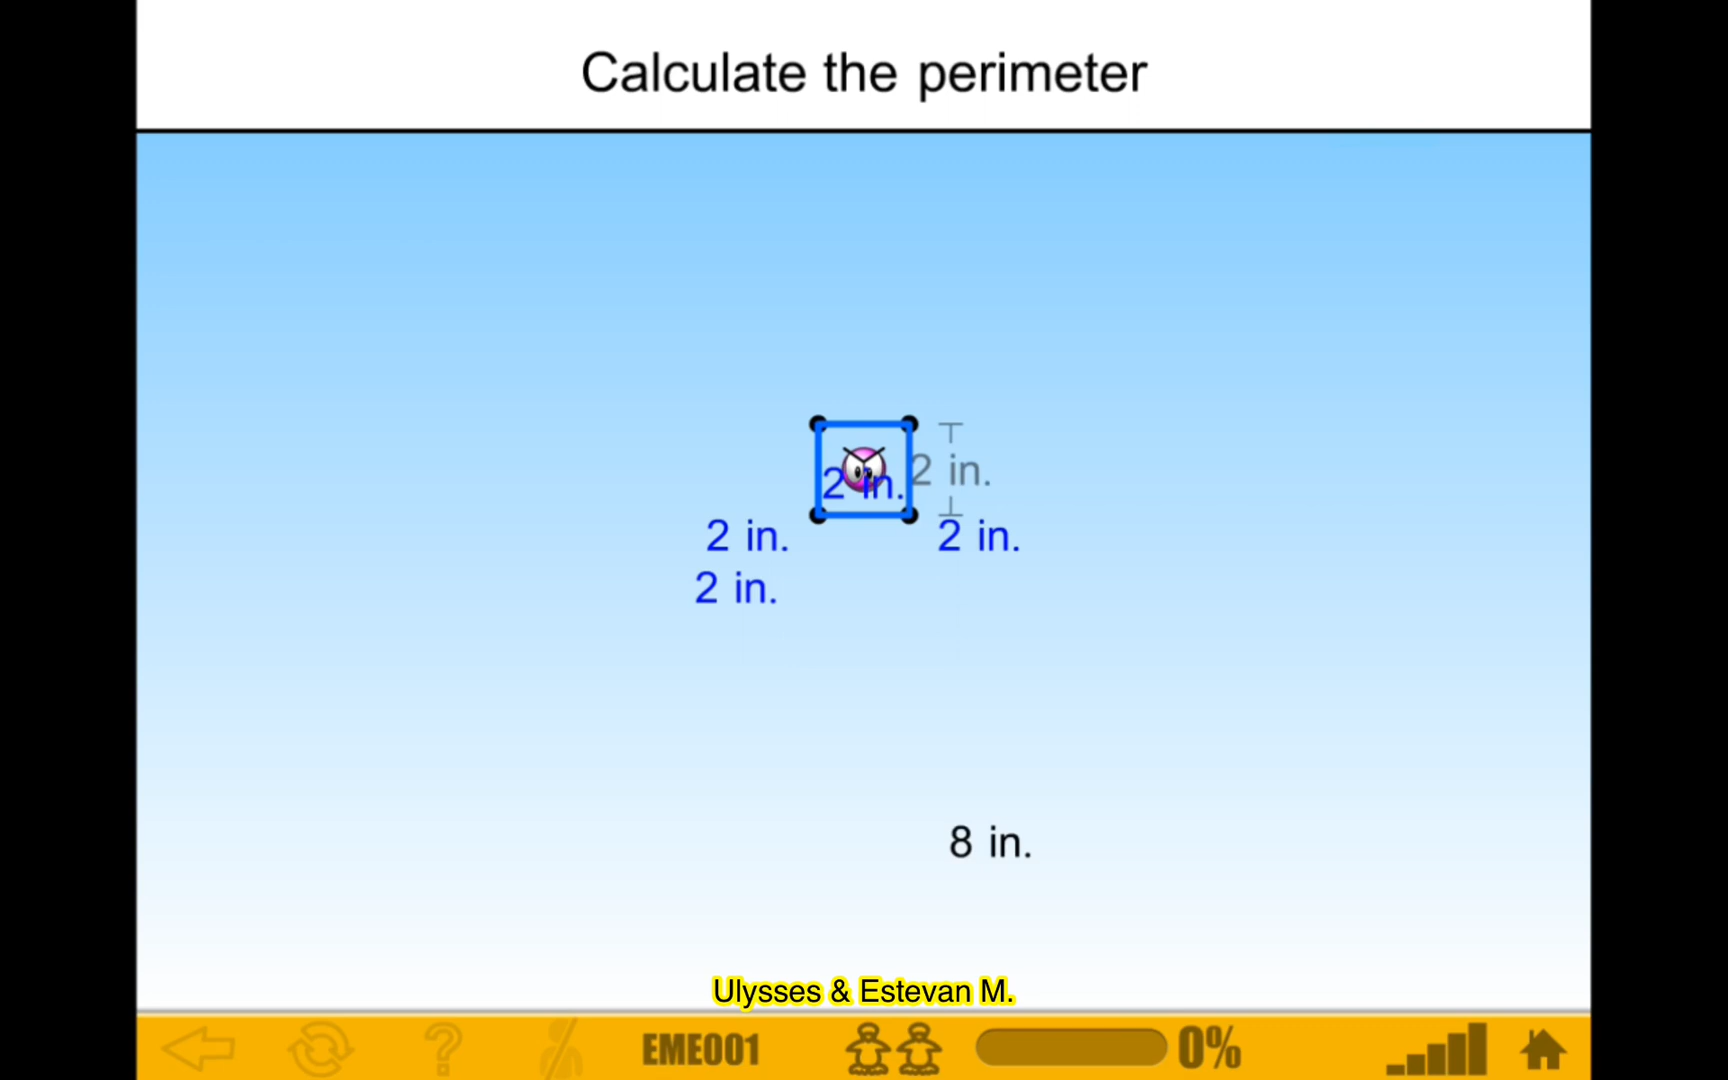 Calculate the perimeter
2 in.
2 in.
2 in.
2 in.
2 in.
8 in.
Ulysses & Estevan M.
EME001
0%